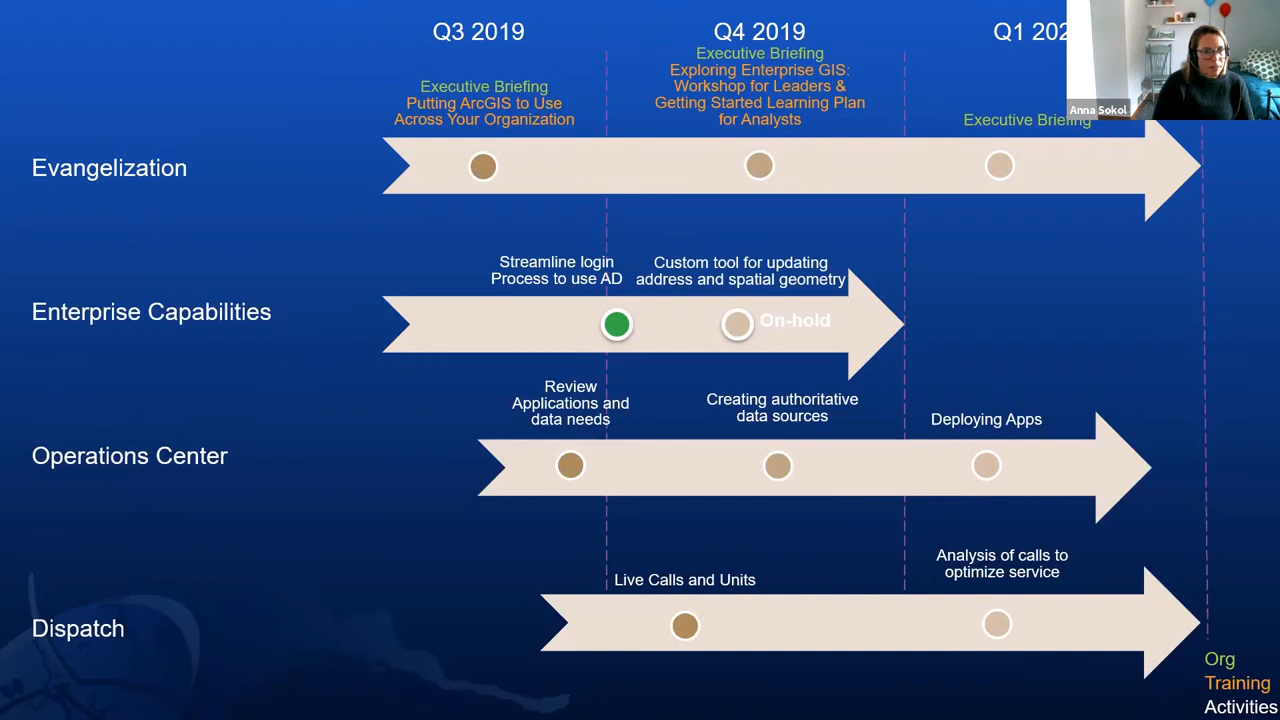 Q3 2019
Q4 2019
Q1 202
Executive Briefing
Putting ArcGIS to Use
Across Your Organization
Executive Briefing
Exploring Enterprise GIS:
Workshop for Leaders &
Getting Started Learning Plan
for Analysts
Executive Briefing
Anna Sokol
Evangelization
Streamline login
Process to use AD
Custom tool for updating
address and spatial geometry
Enterprise Capabilities
On-hold
Review
Applications and
data needs
Creating authoritative
data sources
Deploying Apps
Operations Center
Live Calls and Units
Analysis of calls to
optimize service
Dispatch
Org
Training
Activities